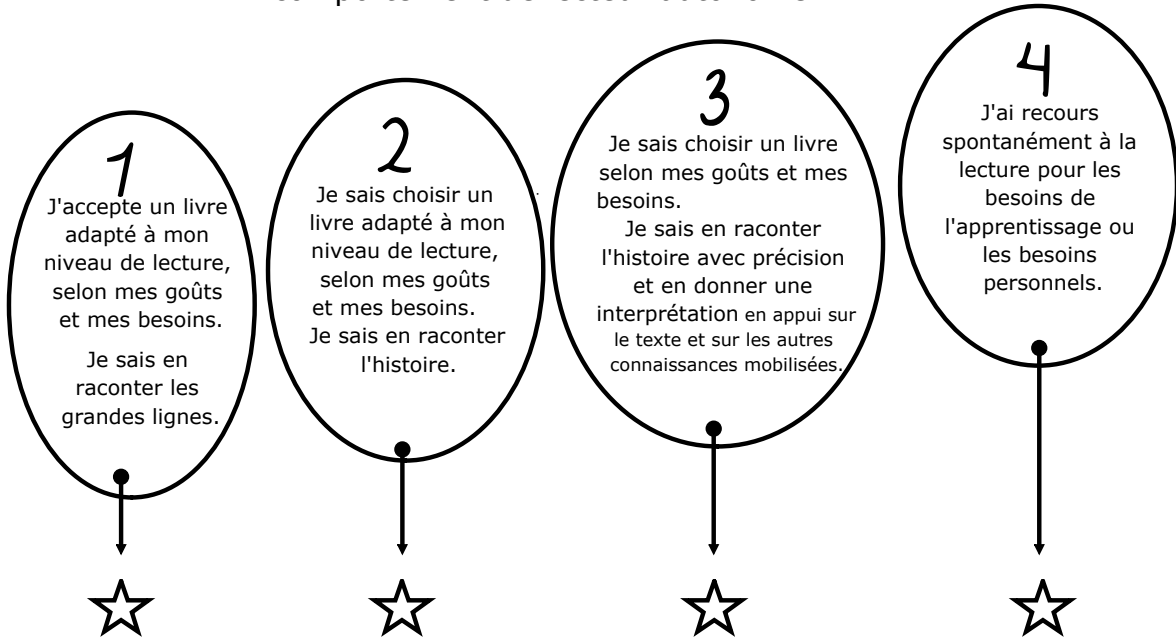 1
J'accepte un livre
adapté à mon
niveau de lecture,
selon mes goûts
et mes besoins.
Je sais en
raconter les
grandes lignes.
2
Je sais choisir un
livre adapté à mon
niveau de lecture,
selon mes goûts
et mes besoins.
Je sais en raconter
l'histoire.
3
Je sais choisir un livre
selon mes goûts et mes
besoins.
Je sais en raconter
l'histoire avec précision
et en donner une
interprétation en appui sur
le texte et sur les autres
connaissances mobilisées.
4
J'ai recours
spontanément à la
lecture pour les
besoins de
l'apprentissage ou
les besoins
personnels.